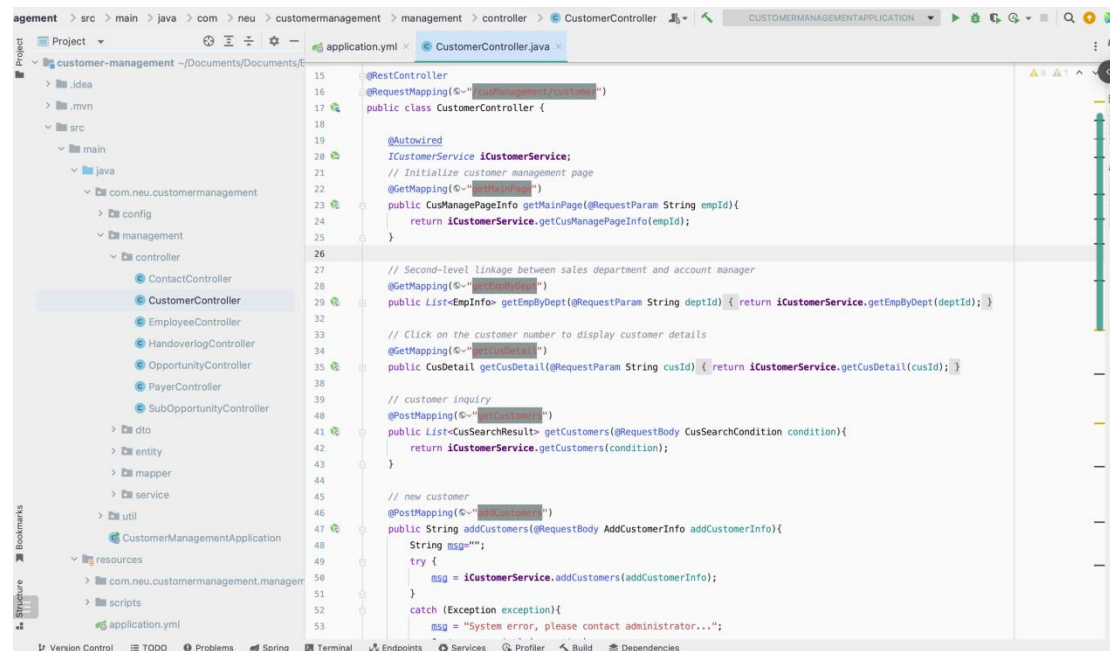 agement > src > main > java > com > neu > customermanagement > management > controller > CustomerController CUSTOMERMANAGEMENTAPPLICATION
Project
application.yml × CustomerController.java ×
Project
customer-management ~/Documents/Documents/E
.idea
.mvn
src
main
java
com.neu.customermanagement
config
management
controller
ContactController
CustomerController
EmployeeController
HandoverlogController
OpportunityController
PayerController
SubOpportunityController
dto
entity
mapper
service
util
CustomerManagementApplication
resources
com.neu.customermanagement.managem
scripts
application.yml
Bookmarks
Structure
15 @RestController
16 @RequestMapping("/cusManagement/customer")
17 public class CustomerController {
18
19 @Autowired
20 ICustomerService iCustomerService;
21 // Initialize customer management page
22 @GetMapping("getMainPage")
23 public CusManagePageInfo getMainPage(@RequestParam String empId){
24 return iCustomerService.getCusManagePageInfo(empId);
25 }
26
27 // Second-level linkage between sales department and account manager
28 @GetMapping("getEmpByDept")
29 public List<EmpInfo> getEmpByDept(@RequestParam String deptId) { return iCustomerService.getEmpByDept(deptId); }
32
33 // Click on the customer number to display customer details
34 @GetMapping("getCusDetail")
35 public CusDetail getCusDetail(@RequestParam String cusId) { return iCustomerService.getCusDetail(cusId); }
38
39 // customer inquiry
40 @PostMapping("getCustomers")
41 public List<CusSearchResult> getCustomers(@RequestBody CusSearchCondition condition){
42 return iCustomerService.getCustomers(condition);
43 }
44
45 // new customer
46 @PostMapping("addCustomers")
47 public String addCustomers(@RequestBody AddCustomerInfo addCustomerInfo){
48 String msg="";
49 try {
50 msg = iCustomerService.addCustomers(addCustomerInfo);
51 }
52 catch (Exception exception){
53 msg = "System error, please contact administrator...";
Version Control TODO Problems Spring Terminal Endpoints Services Profiler Build Dependencies